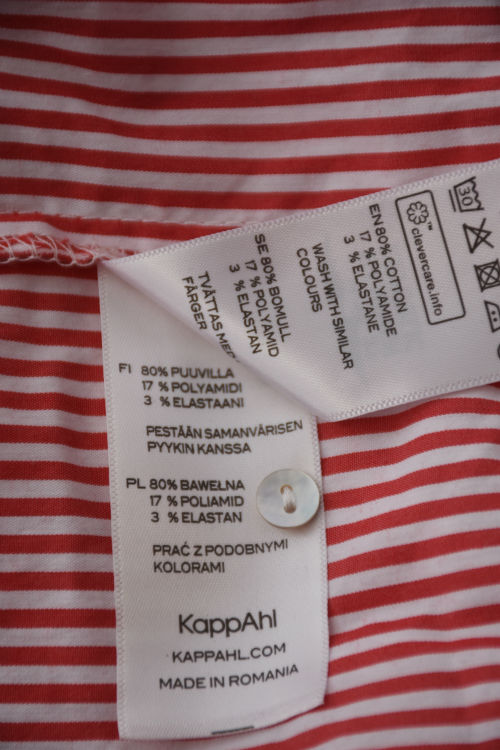 30
clevercare.info
EN 80% COTTON
17 % POLYAMIDE
3 % ELASTANE
WASH WITH SIMILAR
COLOURS
SE 80% BOMULL
17 % POLYAMID
3 % ELASTAN
TVÄTTAS MED
FÄRGER
FI 80% PUUVILLA
17 % POLYAMIDI
3 % ELASTAANI
PESTÄÄN SAMANVÄRISEN
PYYKIN KANSSA
PL 80% BAWEŁNA
17 % POLIAMID
3 % ELASTAN
PRAĆ Z PODOBNYMI
KOLORAMI
KappAhl
KAPPAHL.COM
MADE IN ROMANIA